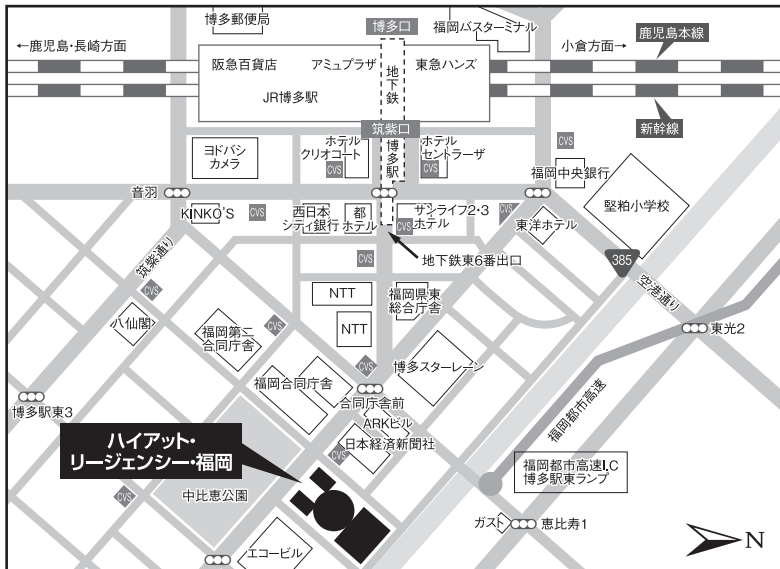 博多郵便局
博多口
福岡バスターミナル
←鹿児島・長崎方面
小倉方面→
鹿児島本線
阪急百貨店
アミュプラザ
地下鉄
東急ハンズ
JR博多駅
新幹線
筑紫口
博多駅
ヨドバシ
カメラ
ホテル
クリオコート
CVS
ホテル
セントラーザ
CVS
CVS
福岡中央銀行
堅粕小学校
音羽
KINKO'S
CVS
西日本
シティ銀行
都
ホテル
サンライフ2・3
ホテル
CVS
CVS
東洋ホテル
地下鉄東6番出口
385
筑紫通り
空港通り
CVS
CVS
NTT
福岡県東
総合庁舎
東光2
八仙閣
福岡第二
合同庁舎
CVS
NTT
CVS
博多スターレーン
福岡合同庁舎
福岡都市高速
博多駅東3
合同庁舎前
ARKビル
日本経済新聞社
CVS
ハイアット・
リージェンシー・福岡
福岡都市高速I.C
博多駅東ランプ
CVS
中比恵公園
ガスト
恵比寿1
エコービル
N